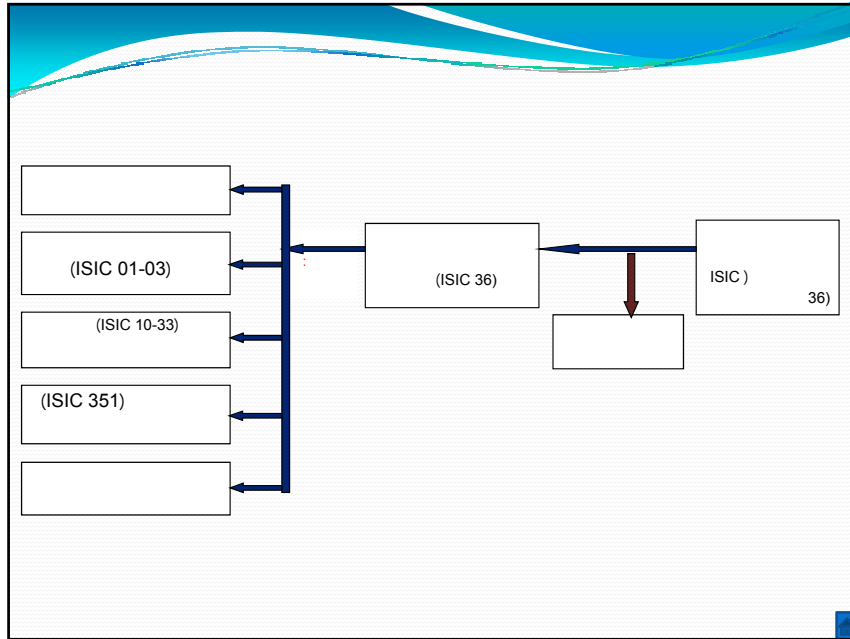 (ISIC 01-03)
(ISIC 10-33)
(ISIC 351)
:
(ISIC 36)
ISIC )
36)